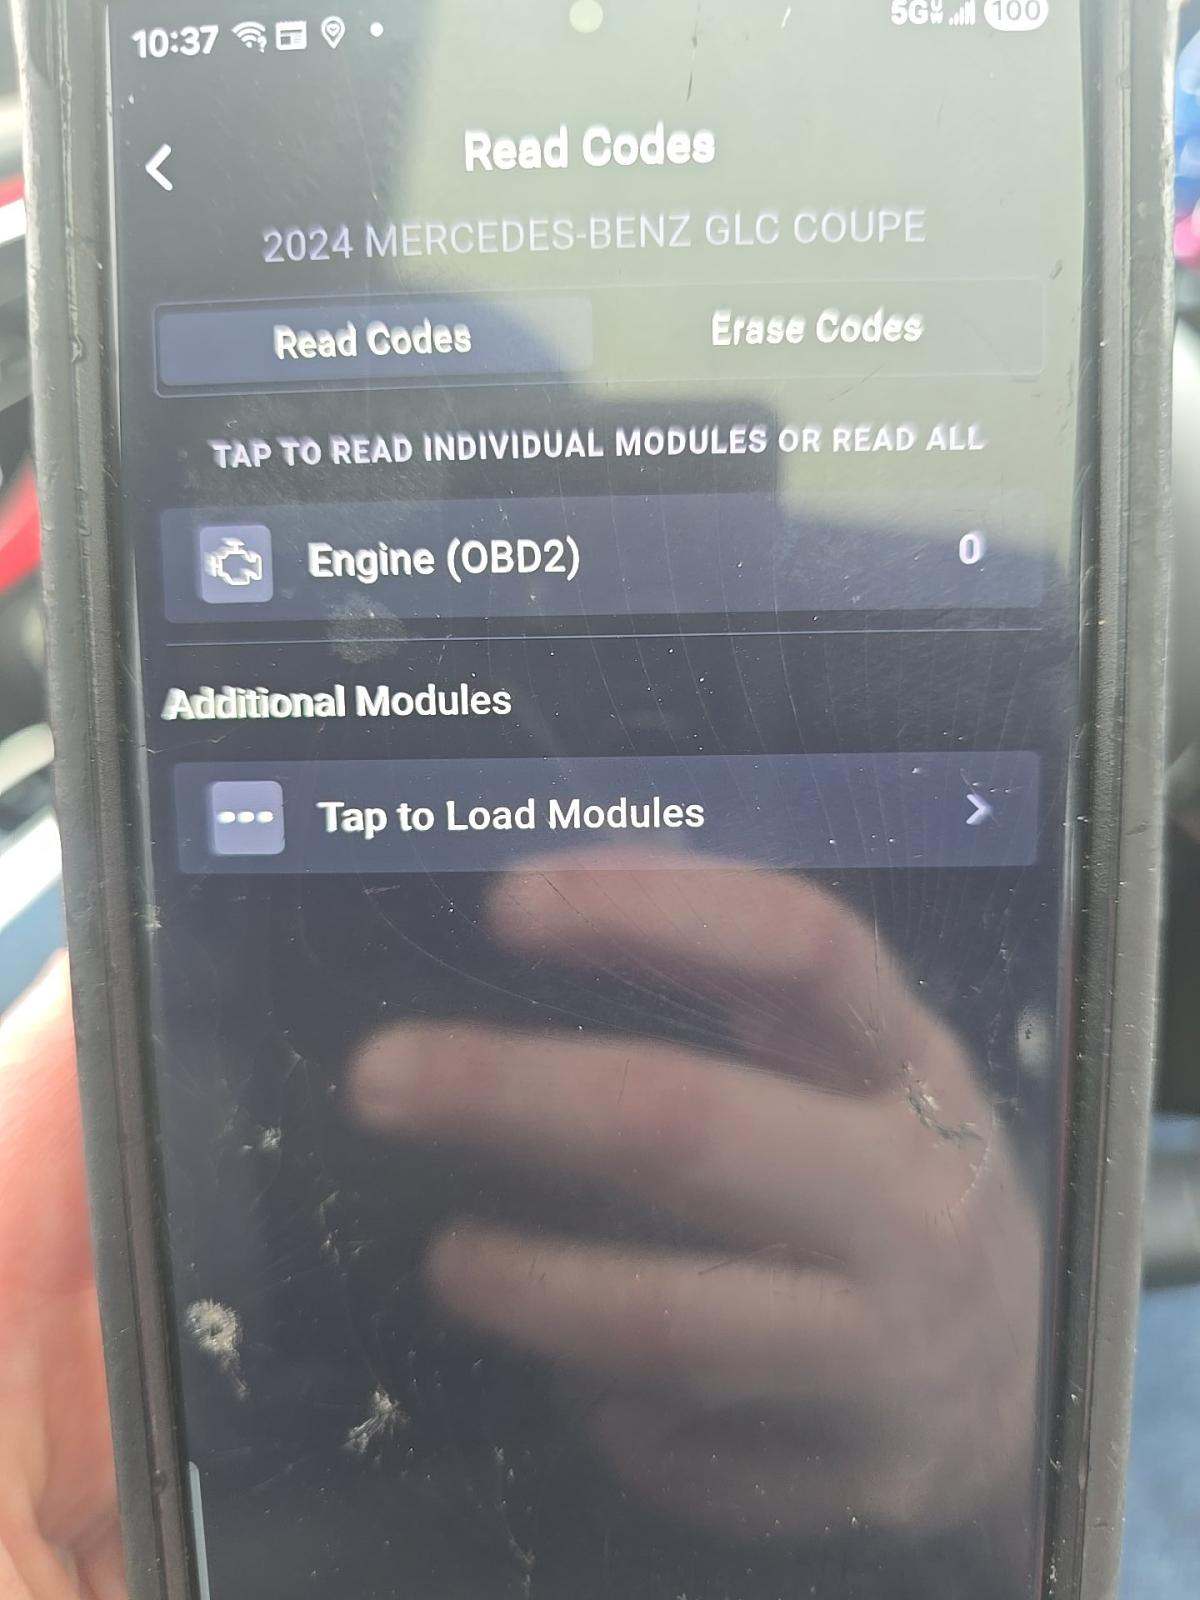 10:37 5G 100
Read Codes
2024 MERCEDES-BENZ GLC COUPE
Read Codes Erase Codes
TAP TO READ INDIVIDUAL MODULES OR READ ALL
Engine (OBD2) 0
Additional Modules
Tap to Load Modules